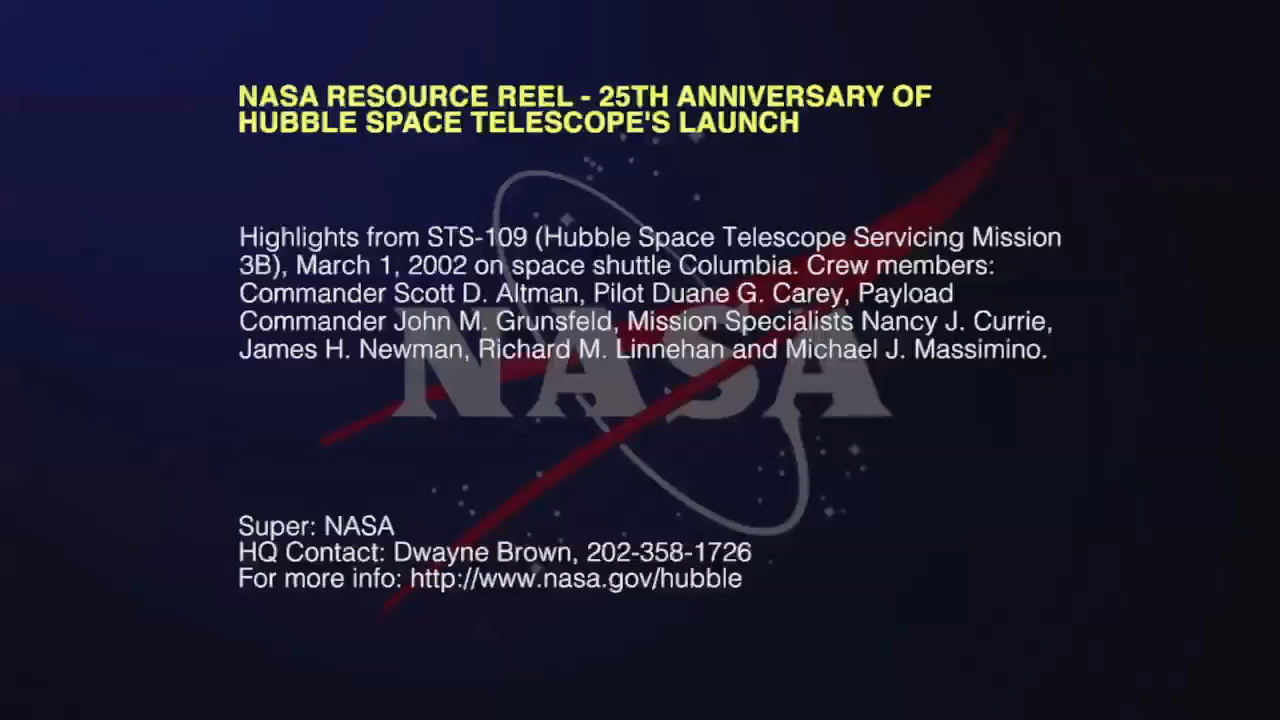 NASA RESOURCE REEL - 25TH ANNIVERSARY OF
HUBBLE SPACE TELESCOPE'S LAUNCH
Highlights from STS-109 (Hubble Space Telescope Servicing Mission
3B), March 1, 2002 on space shuttle Columbia. Crew members:
Commander Scott D. Altman, Pilot Duane G. Carey, Payload
Commander John M. Grunsfeld, Mission Specialists Nancy J. Currie,
James H. Newman, Richard M. Linnehan and Michael J. Massimino.
NASA
Super: NASA
HQ Contact: Dwayne Brown, 202-358-1726
For more info: http://www.nasa.gov/hubble